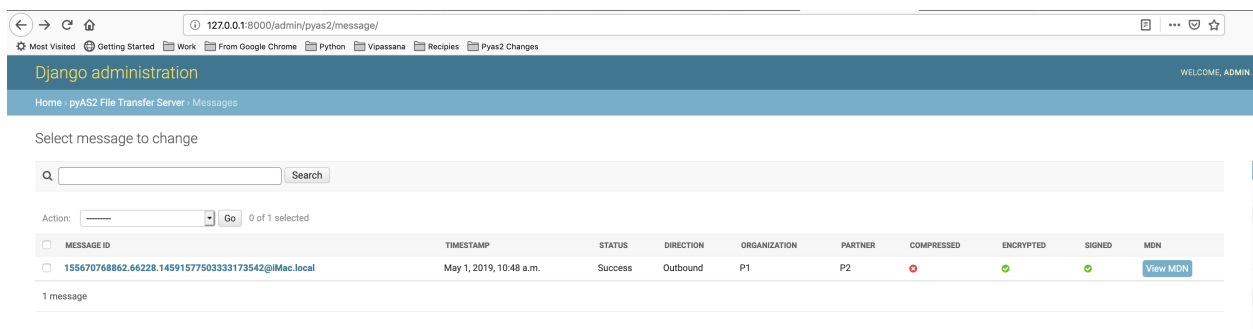 127.0.0.1:8000/admin/pyas2/message/
Most Visited Getting Started Work From Google Chrome Python Vipassana Recipies Pyas2 Changes
Django administration WELCOME, ADMIN.
Home › pyAS2 File Transfer Server › Messages
Select message to change
Search
Action: --------- Go 0 of 1 selected
MESSAGE ID TIMESTAMP STATUS DIRECTION ORGANIZATION PARTNER COMPRESSED ENCRYPTED SIGNED MDN
155670768862.66228.14591577503333173542@iMac.local May 1, 2019, 10:48 a.m. Success Outbound P1 P2 View MDN
1 message